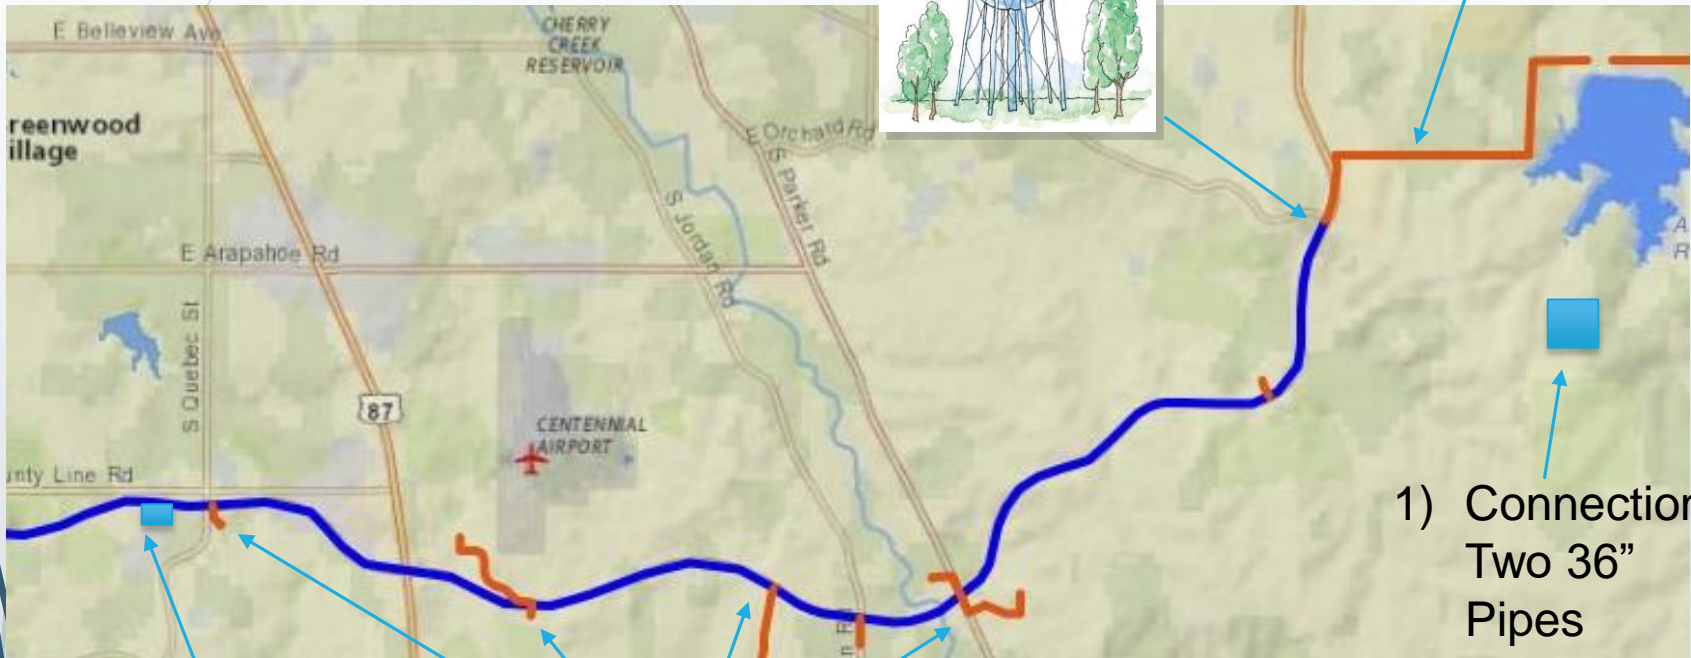 E Belleview Ave
CHERRY
CREEK
RESERVOIR
reenwood
illage
E Orchard Rd
S Parker Rd
S Jordan Rd
E Arapahoe Rd
A
R
S Quebec St
87
CENTENNIAL
AIRPORT
unty Line Rd
1) Connection
Two 36”
Pipes
n R